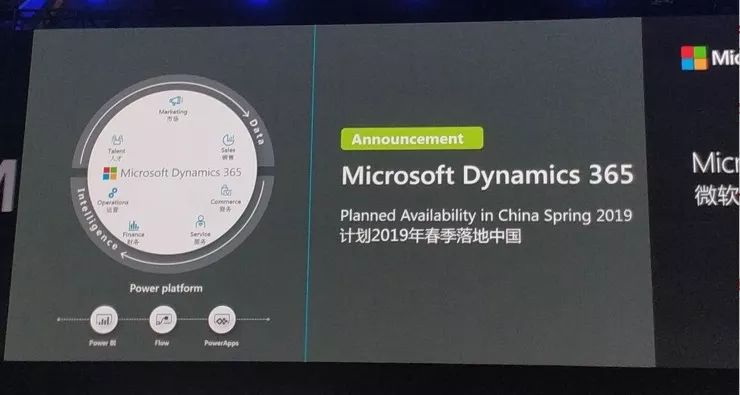 Marketing
市场
Talent
人才
Sales
销售
Microsoft Dynamics 365
Operations
运营
Commerce
Finance
财务
Service
服务
Data
Intelligence
Power platform
Power BI
Flow
PowerApps
Announcement
Microsoft Dynamics 365
Planned Availability in China Spring 2019
计划2019年春季落地中国
Mic
Micr
微软